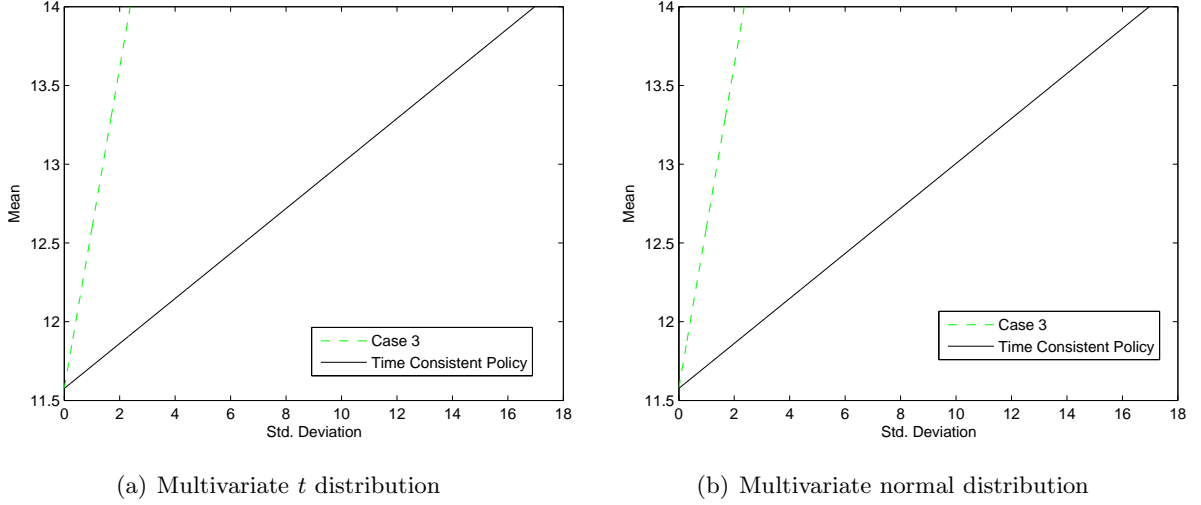 14
13.5
13
12.5
12
11.5
Mean
0 2 4 6 8 10 12 14 16 18
Std. Deviation
Case 3
Time Consistent Policy
(a) Multivariate t distribution
14
13.5
13
12.5
12
11.5
Mean
0 2 4 6 8 10 12 14 16 18
Std. Deviation
Case 3
Time Consistent Policy
(b) Multivariate normal distribution